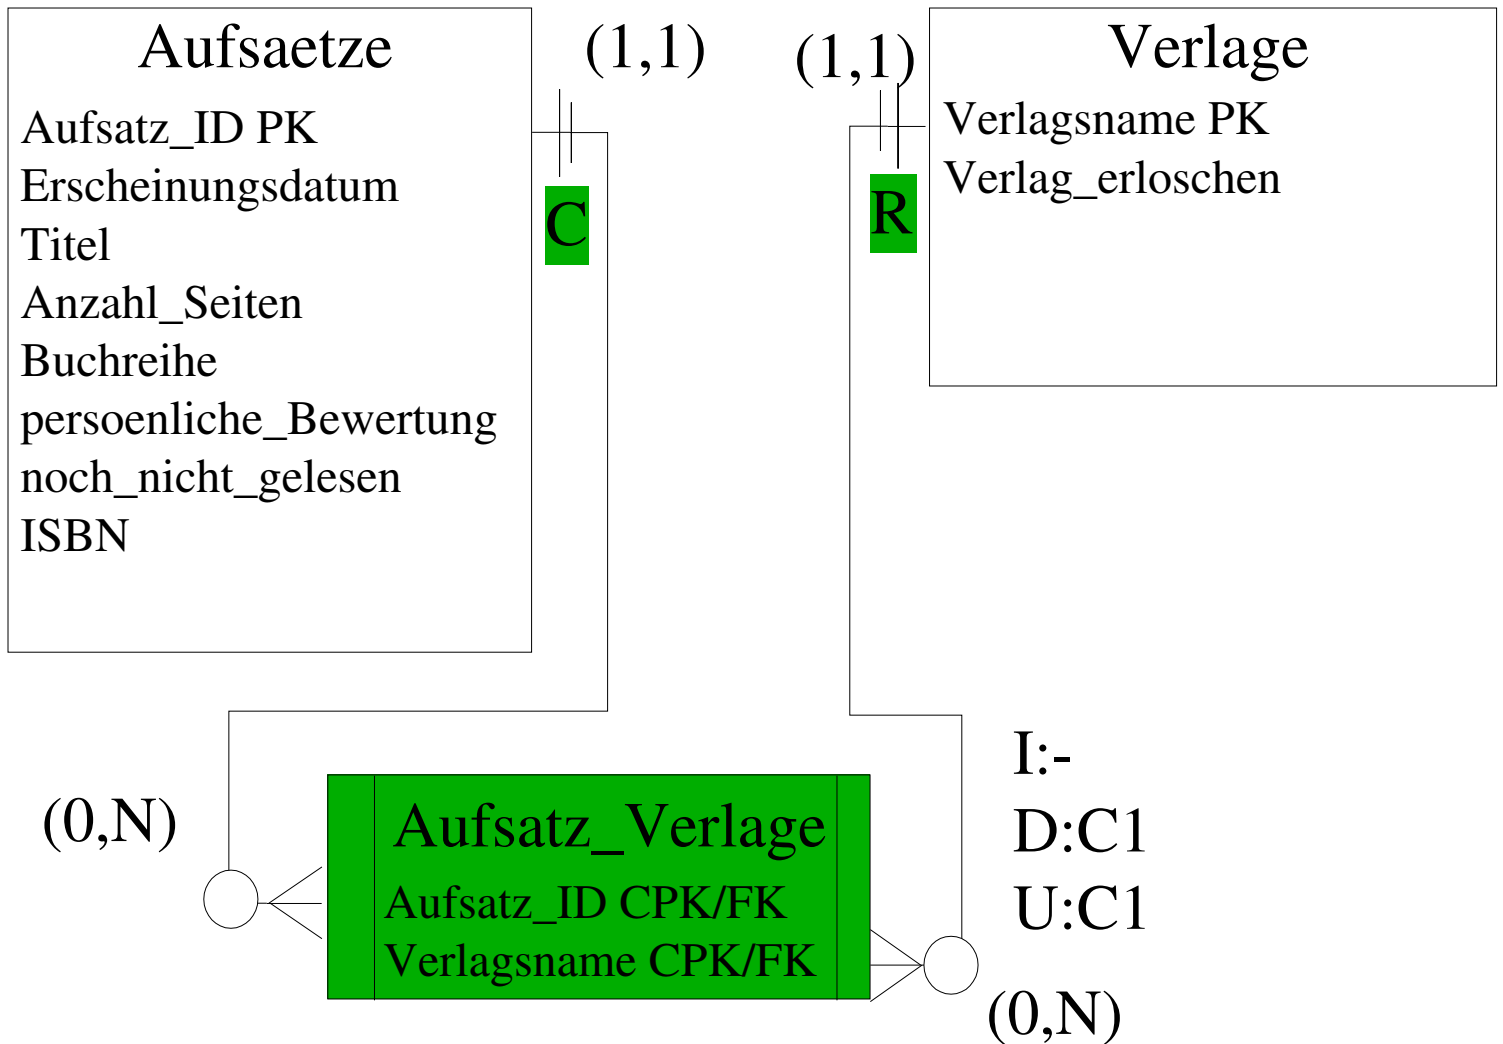 Aufsaetze
Aufsatz_ID PK
Erscheinungsdatum
Titel
Anzahl_Seiten
Buchreihe
persoenliche_Bewertung
noch_nicht_gelesen
ISBN
(1,1)
C
(1,1)
R
Verlage
Verlagsname PK
Verlag_erloschen
(0,N)
Aufsatz_Verlage
Aufsatz_ID CPK/FK
Verlagsname CPK/FK
I:-
D:C1
U:C1
(0,N)